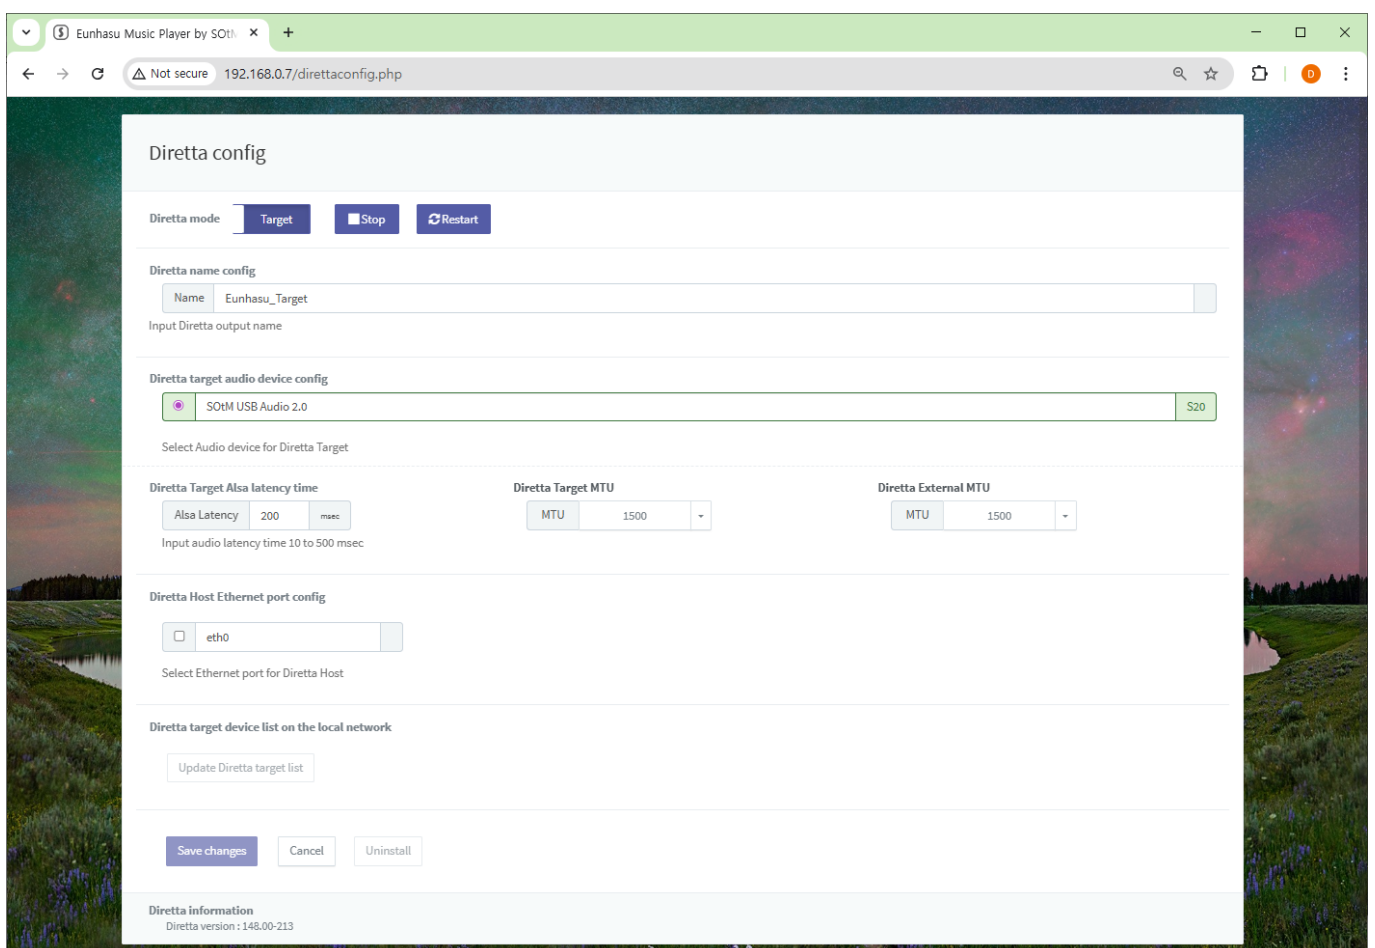 Eunhasu Music Player by SOtM
Not secure
192.168.0.7/direttaconfig.php
D
Diretta config
Diretta mode
Target
Stop
Restart
Diretta name config
Name
Eunhasu_Target
Input Diretta output name
Diretta target audio device config
SOtM USB Audio 2.0
S20
Select Audio device for Diretta Target
Diretta Target Alsa latency time
Diretta Target MTU
Diretta External MTU
Alsa Latency
200
msec
MTU
1500
MTU
1500
Input audio latency time 10 to 500 msec
Diretta Host Ethernet port config
eth0
Select Ethernet port for Diretta Host
Diretta target device list on the local network
Update Diretta target list
Save changes
Cancel
Uninstall
Diretta information
Diretta version : 148.00-213